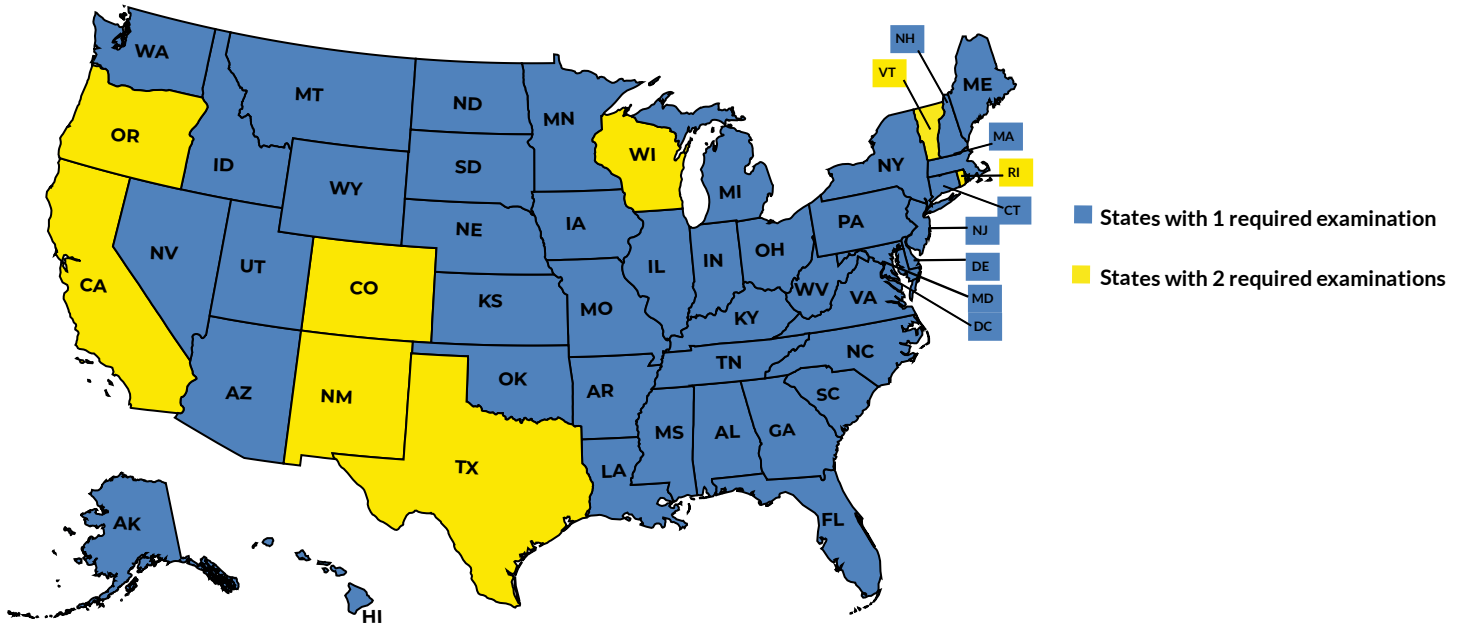 WA
MT
ND
MN
OR
ID
SD
WI
WY
MI
NH
VT
ME
NY
MA
RI
CT
NJ
DE
MD
DC
PA
NE
IA
NV
UT
CO
CA
KS
MO
IL
IN
OH
WV
VA
KY
TN
NC
SC
AZ
NM
OK
AR
TX
LA
MS
AL
GA
FL
AK
HI
States with 1 required examination
States with 2 required examinations